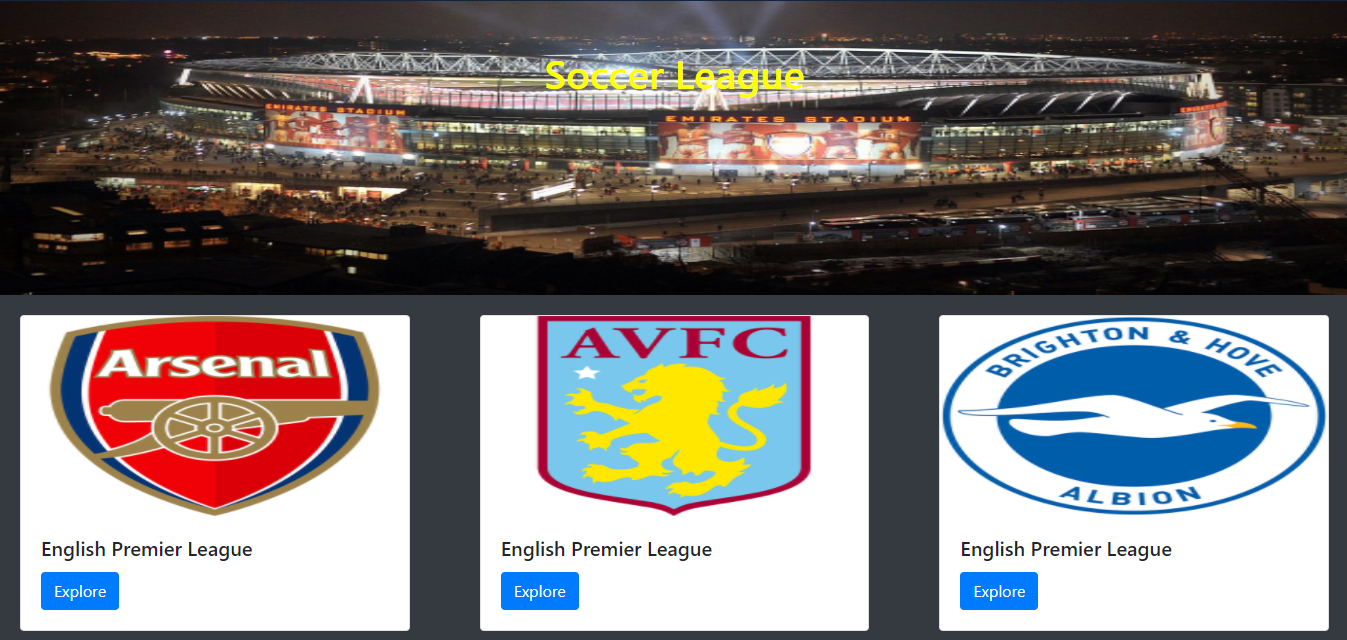 Soccer League
EMIRATES STADIUM
EMIRATES STADIUM
EMIRATES
Arsenal
AVFC
BRIGHTON & HOVE
ALBION
English Premier League
English Premier League
English Premier League
Explore
Explore
Explore